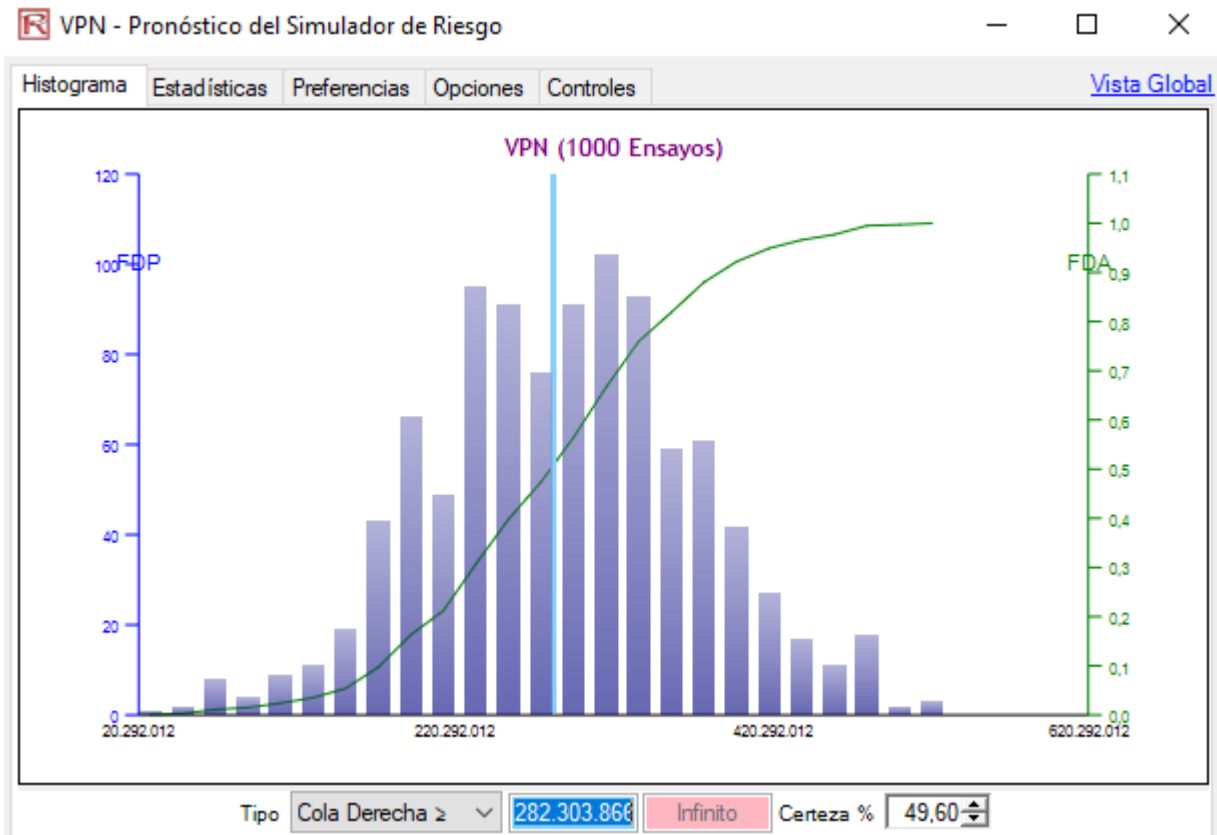 VPN - Pronóstico del Simulador de Riesgo
Histograma Estadísticas Preferencias Opciones Controles Vista Global
VPN (1000 Ensayos)
120
100
80
60
40
20
0
FDP
1,1
1,0
0,9
0,8
0,7
0,6
0,5
0,4
0,3
0,2
0,1
0,0
FDA
20.292.012 220.292.012 420.292.012 620.292.012
Tipo Cola Derecha ≥ 282.303.866 Infinito Certeza % 49,60